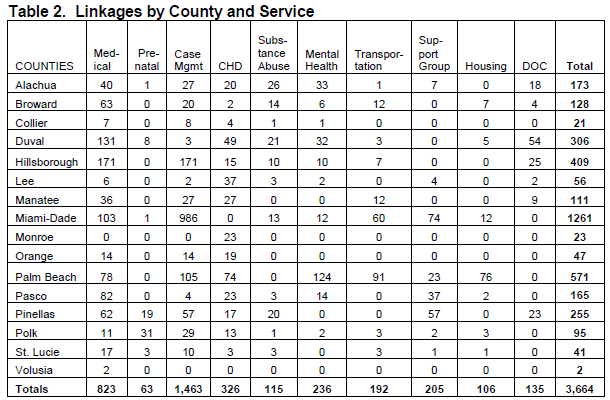 Table 2. Linkages by County and Service
COUNTIES Med-ical Pre-natal Case Mgmt CHD Subs-tance Abuse Mental Health Transpor-tation Sup-port Group Housing DOC Total
Alachua 40 1 27 20 26 33 1 7 0 18 173
Broward 63 0 20 2 14 6 12 0 7 4 128
Collier 7 0 8 4 1 1 0 0 0 0 21
Duval 131 8 3 49 21 32 3 0 5 54 306
Hillsborough 171 0 171 15 10 10 7 0 0 25 409
Lee 6 0 2 37 3 2 0 4 0 2 56
Manatee 36 0 27 27 0 0 12 0 0 9 111
Miami-Dade 103 1 986 0 13 12 60 74 12 0 1261
Monroe 0 0 0 23 0 0 0 0 0 0 23
Orange 14 0 14 19 0 0 0 0 0 0 47
Palm Beach 78 0 105 74 0 124 91 23 76 0 571
Pasco 82 0 4 23 3 14 0 37 2 0 165
Pinellas 62 19 57 17 20 0 0 57 0 23 255
Polk 11 31 29 13 1 2 3 2 3 0 95
St. Lucie 17 3 10 3 3 0 3 1 1 0 41
Volusia 2 0 0 0 0 0 0 0 0 0 2
Totals 823 63 1,463 326 115 236 192 205 106 135 3,664